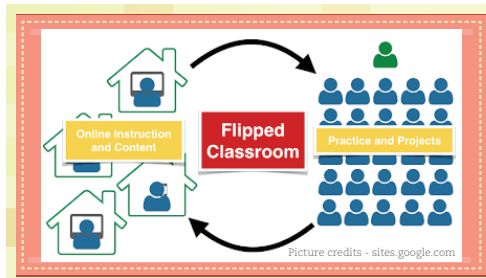 Online Instruction
and Content
Flipped
Classroom
Practice and Projects
Picture credits - sites.google.com